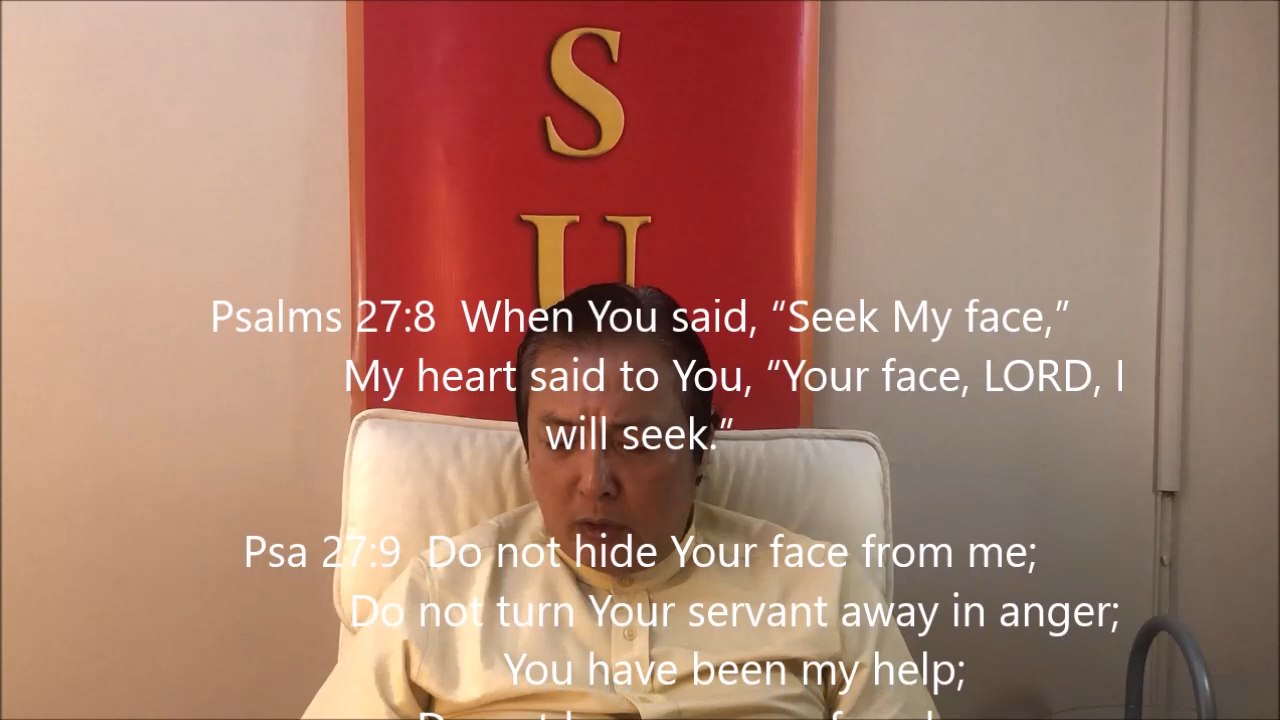 S
U
Psalms 27:8 When You said, “Seek My face,”
My heart said to You, “Your face, LORD, I
will seek.”
Psa 27:9 Do not hide Your face from me;
Do not turn Your servant away in anger;
You have been my help;